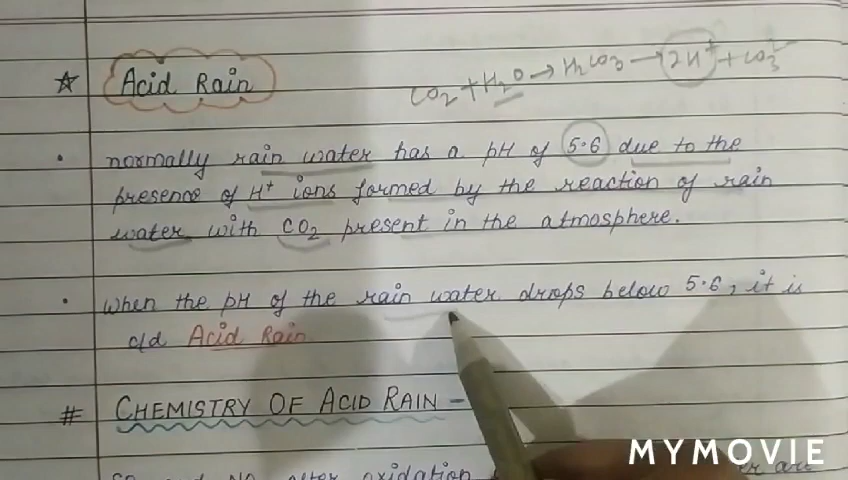 CO2 + H2O → H2CO3 → 2H+ + CO3
☆ Acid Rain
• normally rain water has a pH of 5.6 due to the
presence of H+ ions formed by the reaction of rain
water with CO2 present in the atmosphere.
• when the pH of the rain water drops below 5.6, it is
c/d Acid Rain
# CHEMISTRY OF ACID RAIN -
after oxidation
MYMOVIE